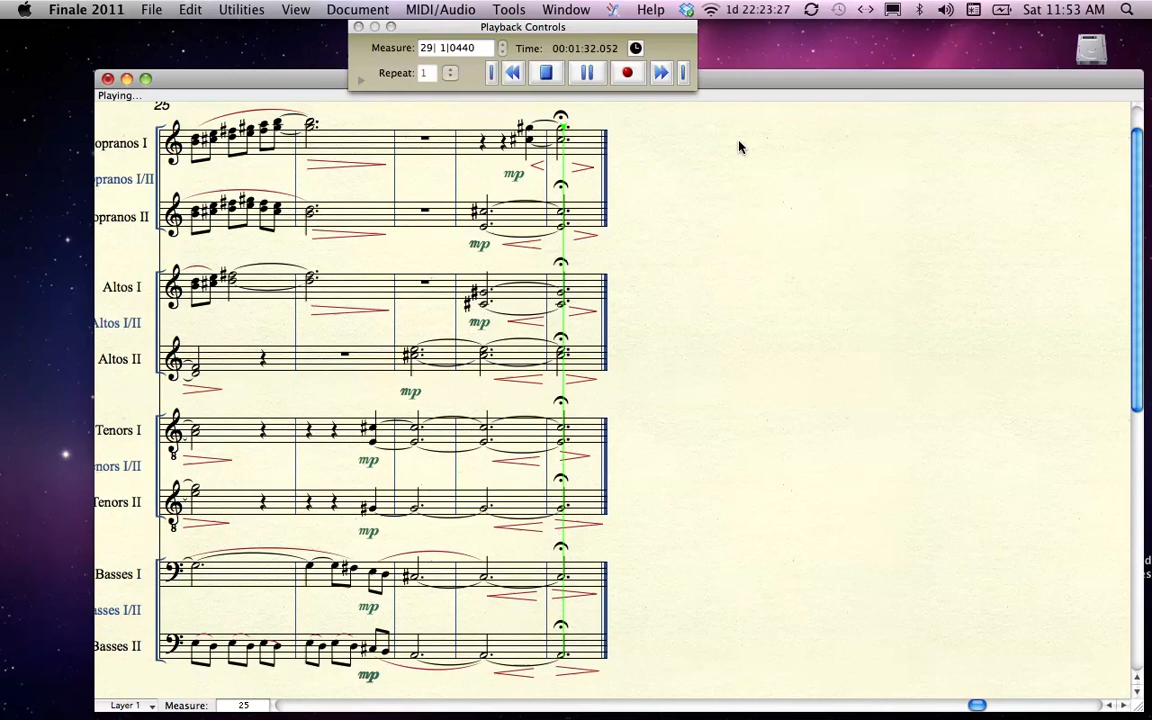 Finale 2011 File Edit Utilities View Document MIDI/Audio Tools Window Help 1d 22:23:27 Sat 11:53 AM
Playback Controls
Measure: 29| 1|0440 Time: 00:01:32.052
Repeat: 1
Playing...
25
opranos I
mp
opranos I/II
opranos II
mp
Altos I
mp
Altos I/II
Altos II
mp
Tenors I
mp
enors I/II
Tenors II
8
mp
Basses I
mp
asses I/II
Basses II
mp
Layer 1 Measure: 25